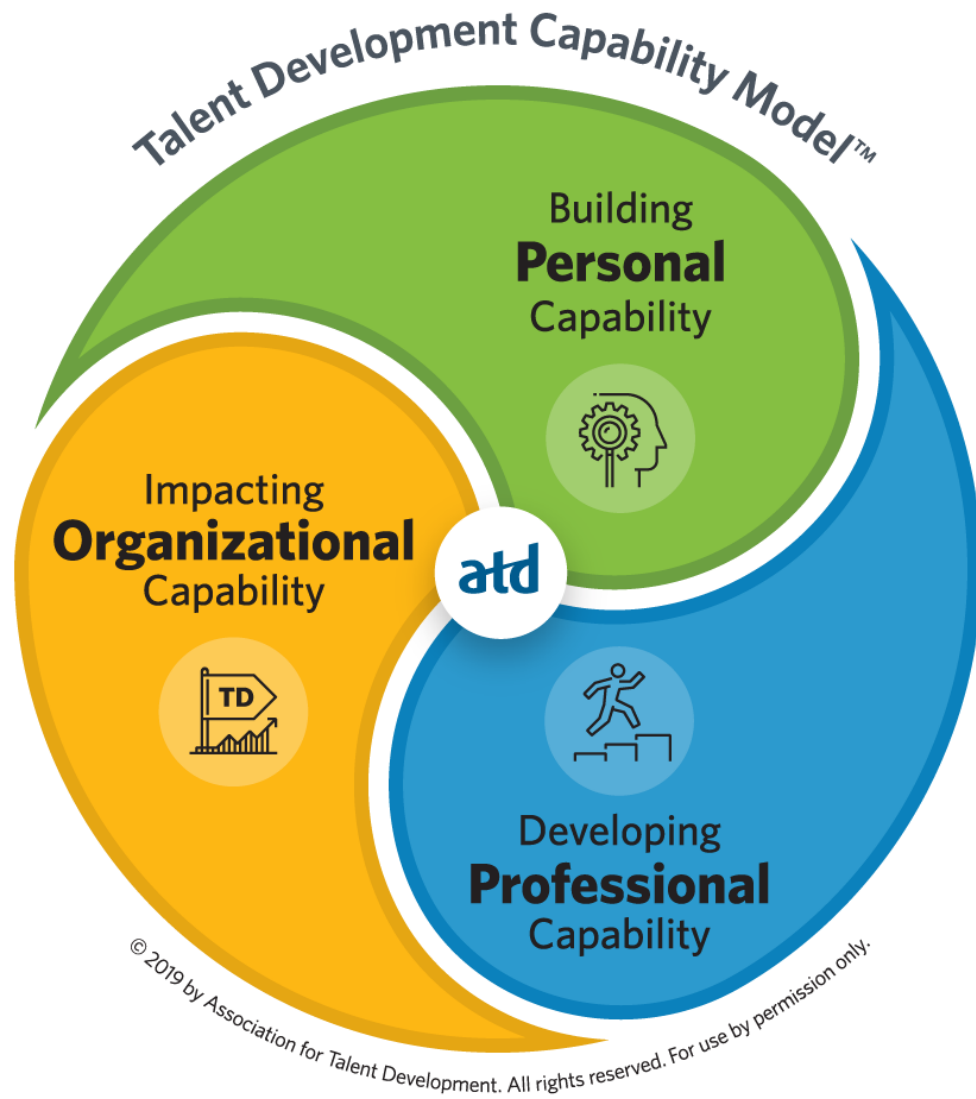 Talent Development Capability Model™
Building
Personal
Capability
Impacting
Organizational
Capability
atd
TD
Developing
Professional
Capability
© 2019 by Association for Talent Development. All rights reserved. For use by permission only.